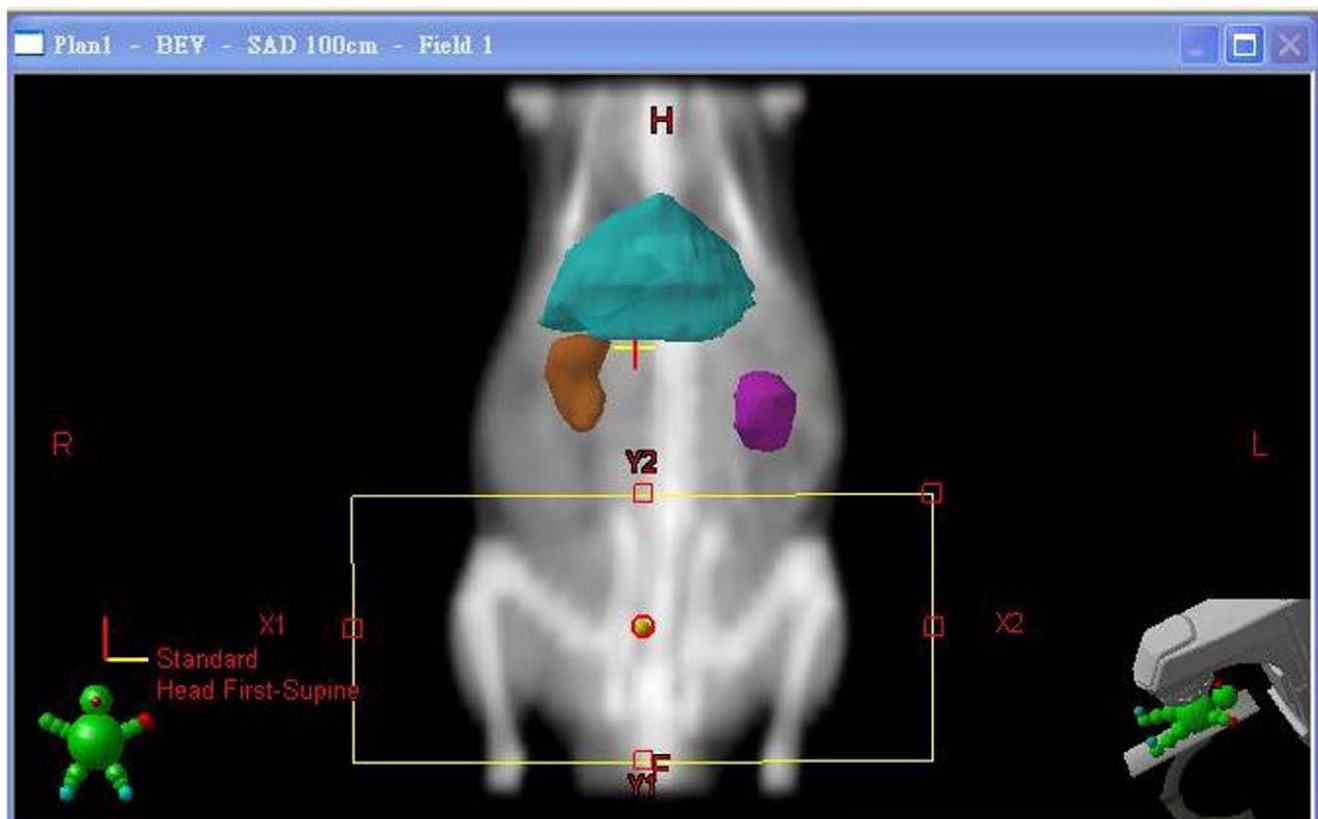 Plan1 - BEV - SAD 100cm - Field 1
H
R
L
Y2
X1
X2
Standard
Head First-Supine
F
Y1